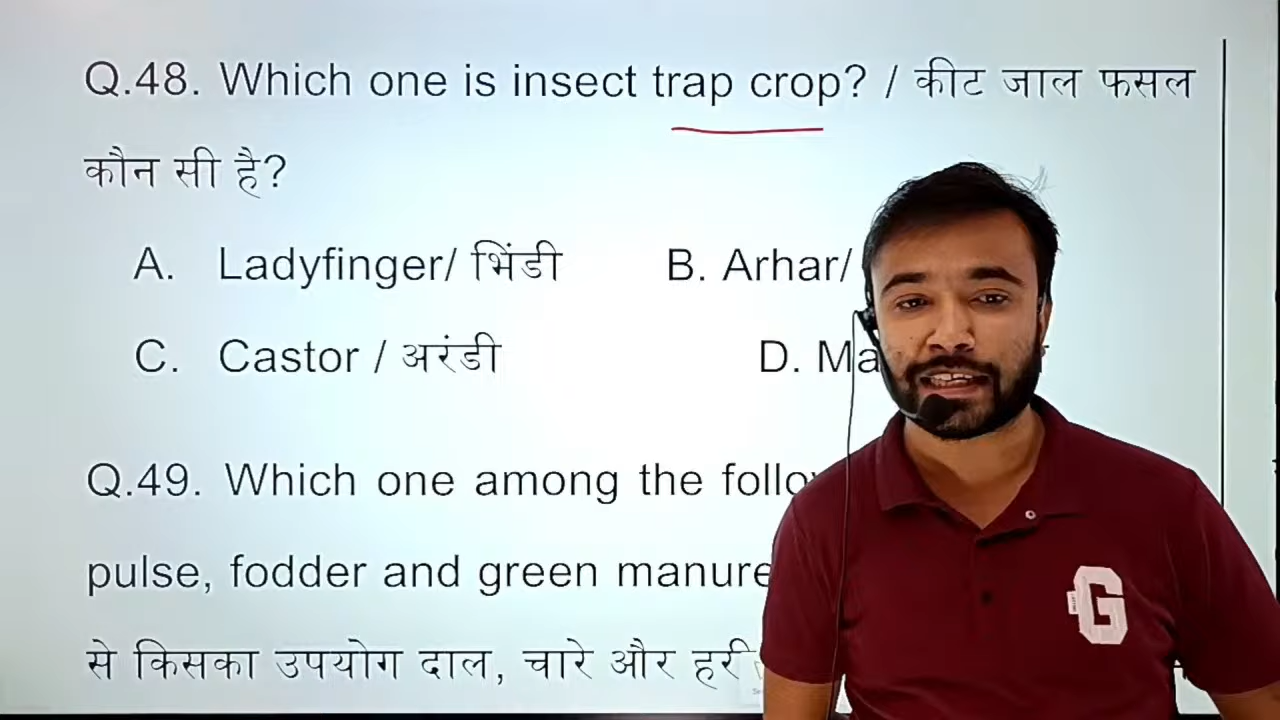 Q.48. Which one is insect trap crop? / कीट जाल फसल
कौन सी है?
A. Ladyfinger/ भिंडी B. Arhar/
C. Castor / अरंडी D. Ma
Q.49. Which one among the follo
pulse, fodder and green manure
से किसका उपयोग दाल, चारे और हरी
G